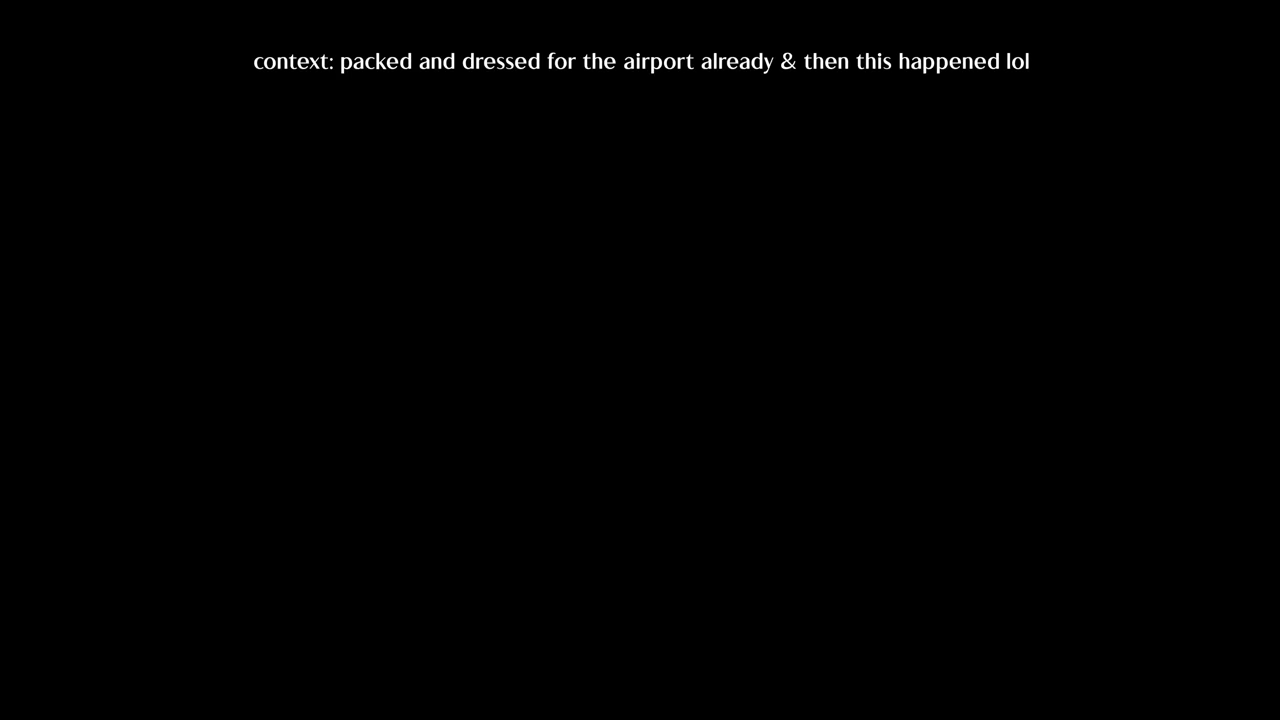 context: packed and dressed for the airport already & then this happened lol